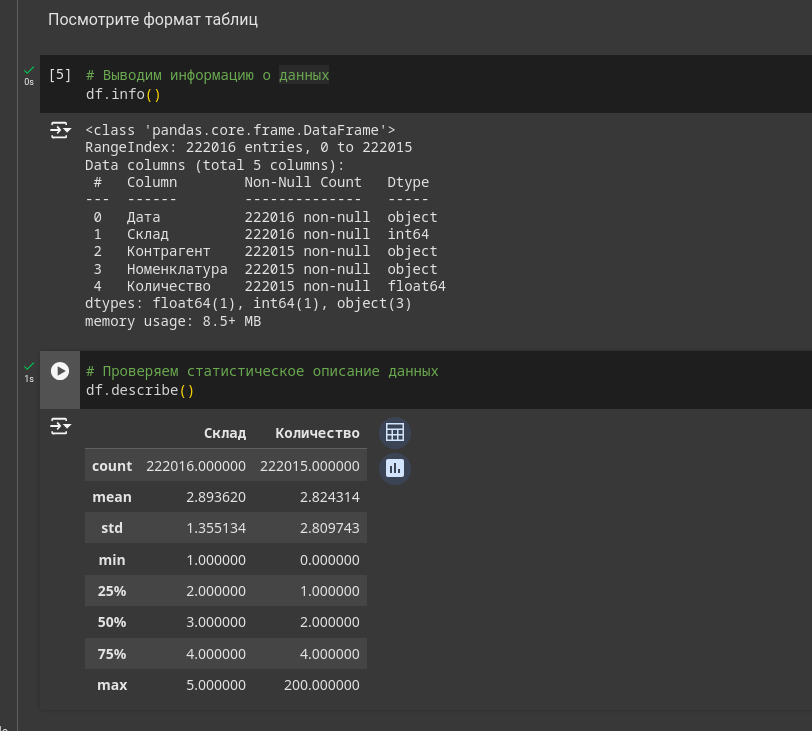 Посмотрите формат таблиц
[5] # Выводим информацию о данных
0s df.info()
<class 'pandas.core.frame.DataFrame'>
RangeIndex: 222016 entries, 0 to 222015
Data columns (total 5 columns):
# Column Non-Null Count Dtype
--- ------ -------------- -----
0 Дата 222016 non-null object
1 Склад 222016 non-null int64
2 Контрагент 222015 non-null object
3 Номенклатура 222015 non-null object
4 Количество 222015 non-null float64
dtypes: float64(1), int64(1), object(3)
memory usage: 8.5+ MB
# Проверяем статистическое описание данных
1s df.describe()
Склад Количество
count 222016.000000 222015.000000
mean 2.893620 2.824314
std 1.355134 2.809743
min 1.000000 0.000000
25% 2.000000 1.000000
50% 3.000000 2.000000
75% 4.000000 4.000000
max 5.000000 200.000000